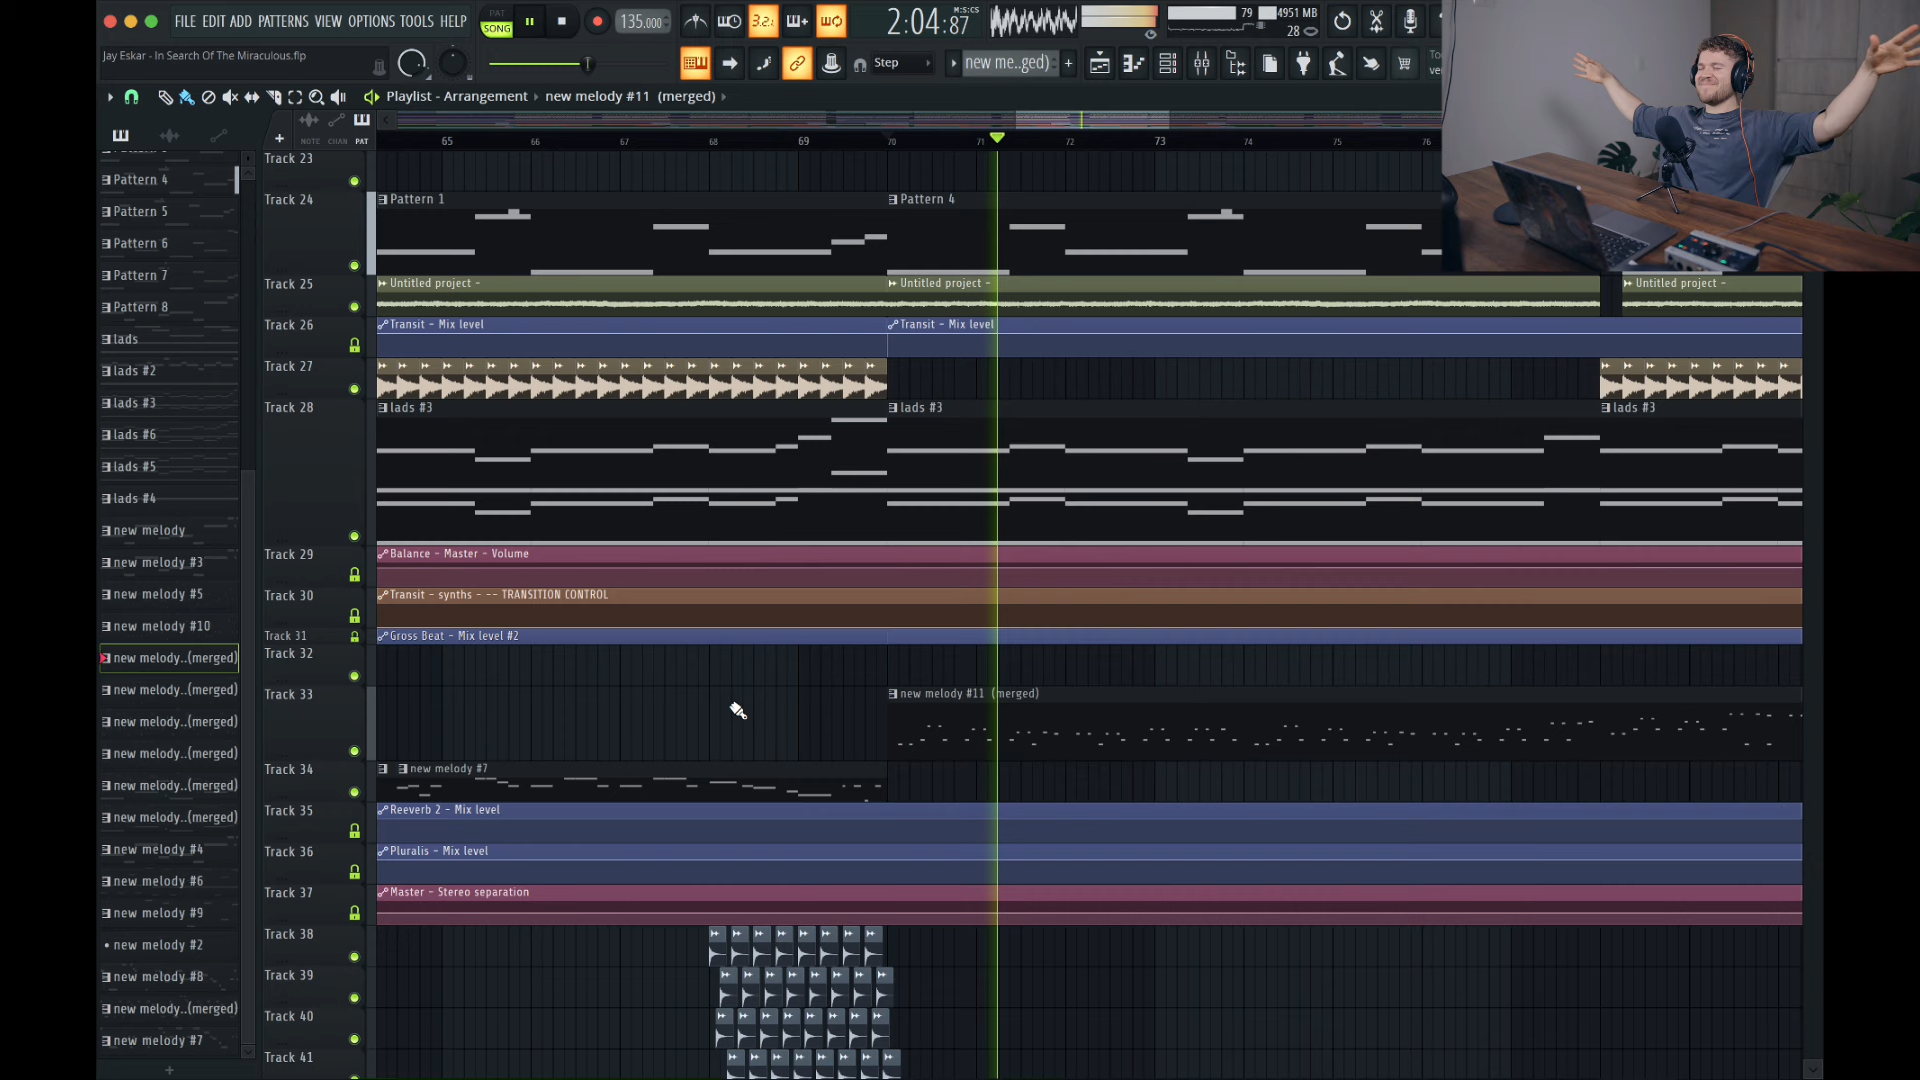 FILE EDIT ADD PATTERNS VIEW OPTIONS TOOLS HELP
PAT
SONG
135.000
3.2.
2:04:87
M:S:CS
79
4951 MB
28
Jay Eskar - In Search Of The Miraculous.flp
Step
new me..ged)
Playlist - Arrangement new melody #11 (merged)
NOTE CHAN PAT
65 66 67 68 69 70 71 72 73 74 75 76
Pattern 4
Pattern 5
Pattern 6
Pattern 7
Pattern 8
lads
lads #2
lads #3
lads #6
lads #5
lads #4
new melody
new melody #3
new melody #5
new melody #10
new melody..(merged)
new melody..(merged)
new melody..(merged)
new melody..(merged)
new melody..(merged)
new melody..(merged)
new melody #4
new melody #6
new melody #9
new melody #2
new melody #8
new melody..(merged)
new melody #7
Track 23
Track 24
Pattern 1 Pattern 4
Track 25
Untitled project - Untitled project - Untitled project -
Track 26
Transit - Mix level Transit - Mix level
Track 27
Track 28
lads #3 lads #3 lads #3
Track 29
Balance - Master - Volume
Track 30
Transit - synths - -- TRANSITION CONTROL
Track 31
Gross Beat - Mix level #2
Track 32
Track 33
new melody #11 (merged)
Track 34
new melody #7
Track 35
Reeverb 2 - Mix level
Track 36
Pluralis - Mix level
Track 37
Master - Stereo separation
Track 38
Track 39
Track 40
Track 41